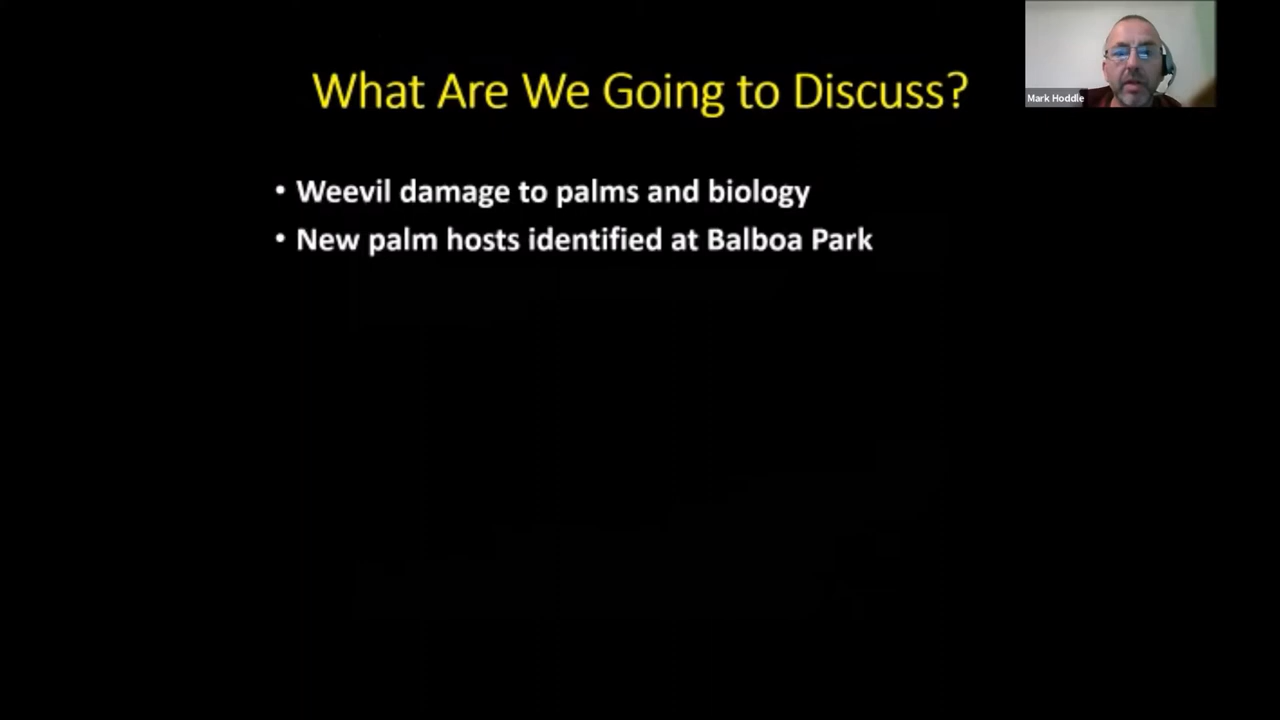 What Are We Going to Discuss?
Mark Hoddle
• Weevil damage to palms and biology
• New palm hosts identified at Balboa Park